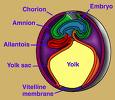 Chorion
Embryo
Amnion
Allantois
Yolk sac
Yolk
Vitelline
membrane